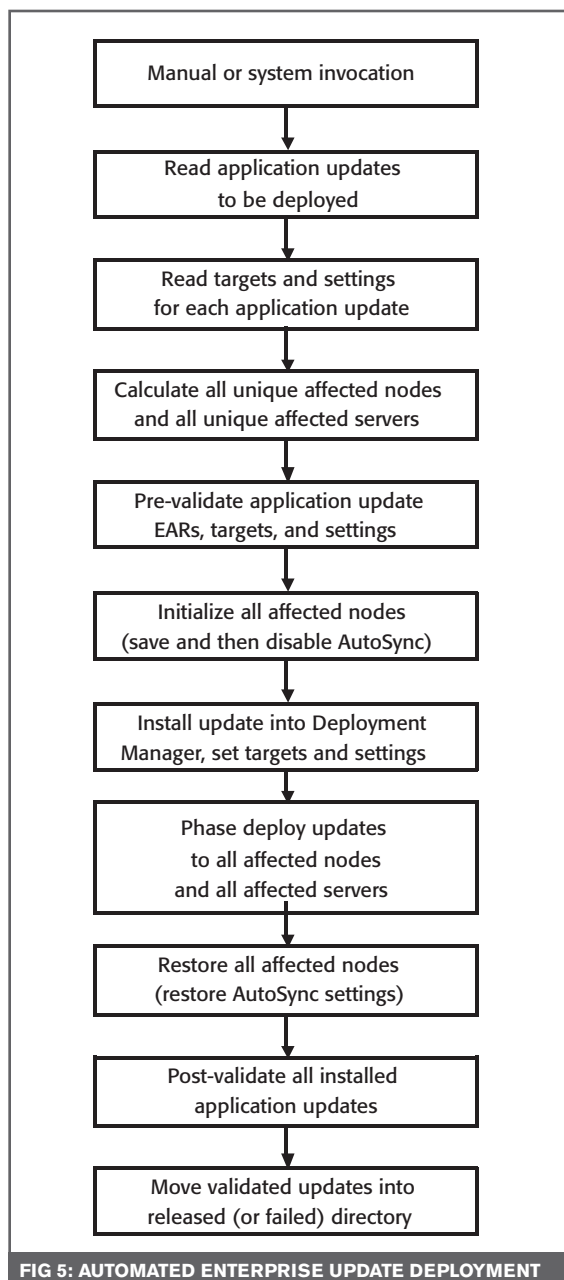 Manual or system invocation
Read application updates
to be deployed
Read targets and settings
for each application update
Calculate all unique affected nodes
and all unique affected servers
Pre-validate application update
EARs, targets, and settings
Initialize all affected nodes
(save and then disable AutoSync)
Install update into Deployment
Manager, set targets and settings
Phase deploy updates
to all affected nodes
and all affected servers
Restore all affected nodes
(restore AutoSync settings)
Post-validate all installed
application updates
Move validated updates into
released (or failed) directory
FIG 5: AUTOMATED ENTERPRISE UPDATE DEPLOYMENT